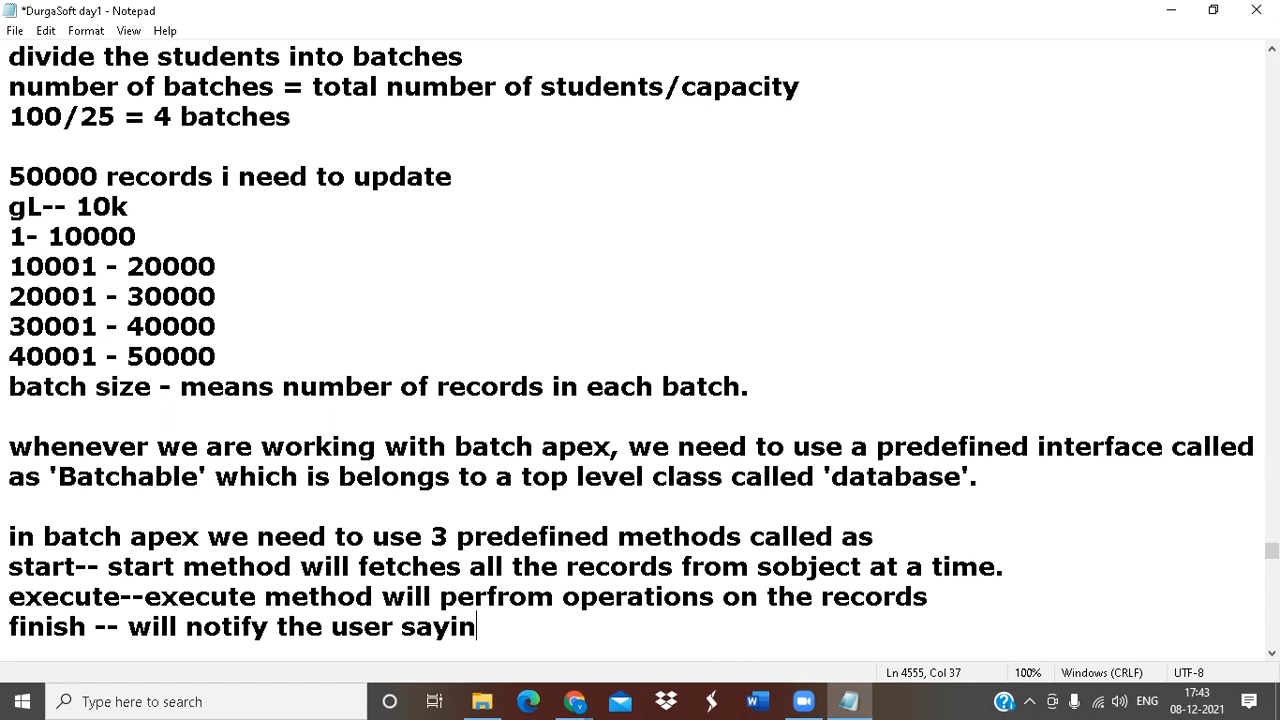 *DurgaSoft day1 - Notepad
File Edit Format View Help
divide the students into batches
number of batches = total number of students/capacity
100/25 = 4 batches
50000 records i need to update
gL-- 10k
1- 10000
10001 - 20000
20001 - 30000
30001 - 40000
40001 - 50000
batch size - means number of records in each batch.
whenever we are working with batch apex, we need to use a predefined interface called
as 'Batchable' which is belongs to a top level class called 'database'.
in batch apex we need to use 3 predefined methods called as
start-- start method will fetches all the records from sobject at a time.
execute--execute method will perfrom operations on the records
finish -- will notify the user sayin
Ln 4555, Col 37 100% Windows (CRLF) UTF-8
Type here to search
ENG
17:43
08-12-2021